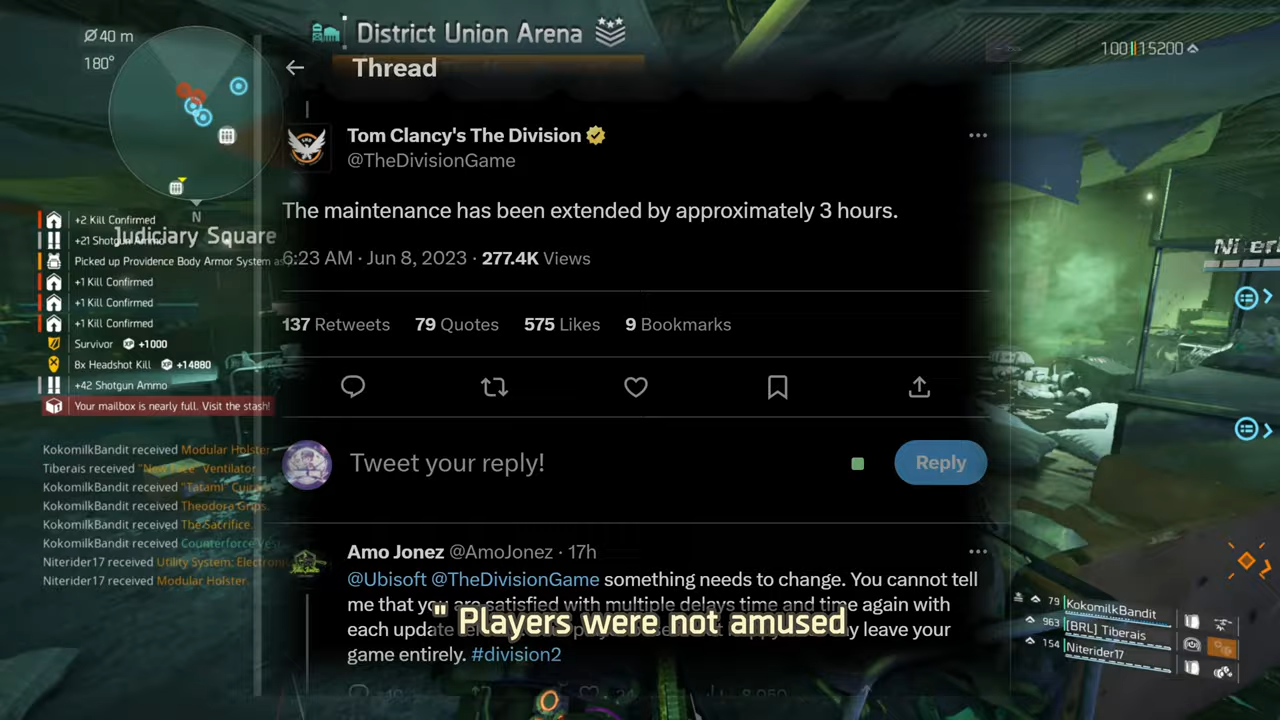 40 m
180°
N
Judiciary Square
District Union Arena
100
15200
Thread
Tom Clancy's The Division
@TheDivisionGame
The maintenance has been extended by approximately 3 hours.
6:23 AM · Jun 8, 2023 · 277.4K Views
137 Retweets 79 Quotes 575 Likes 9 Bookmarks
Tweet your reply!
Reply
Amo Jonez @AmoJonez · 17h
@Ubisoft @TheDivisionGame something needs to change. You cannot tell
me that you are satisfied with multiple delays time and time again with
each update
leave your
game entirely. #division2
" Players were not amused
+2 Kill Confirmed
+21 Shotgun Ammo
Picked up Providence Body Armor System
+1 Kill Confirmed
+1 Kill Confirmed
+1 Kill Confirmed
Survivor XP +1000
8x Headshot Kill XP +14880
+42 Shotgun Ammo
Your mailbox is nearly full. Visit the stash!
KokomilkBandit received Modular Holster.
Tiberais received "New Face" Ventilator
KokomilkBandit received "Tatami"
KokomilkBandit received Theodora Grips.
KokomilkBandit received The Sacrifice.
KokomilkBandit received Counterforce
Niterider17 received Utility System:
Niterider17 received Modular Holster.
79 KokomilkBandit
963 [BRL] Tiberais
154 Niterider17